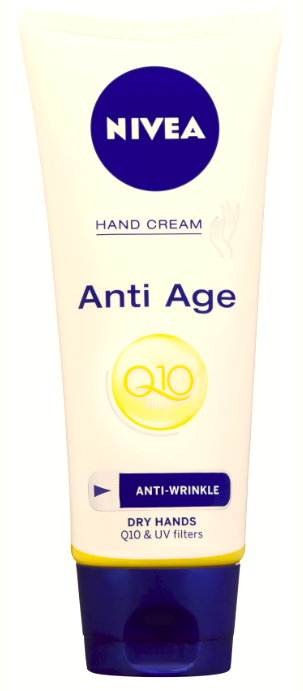 NIVEA
HAND CREAM
Anti Age
Q10
ANTI-WRINKLE
DRY HANDS
Q10 & UV filters